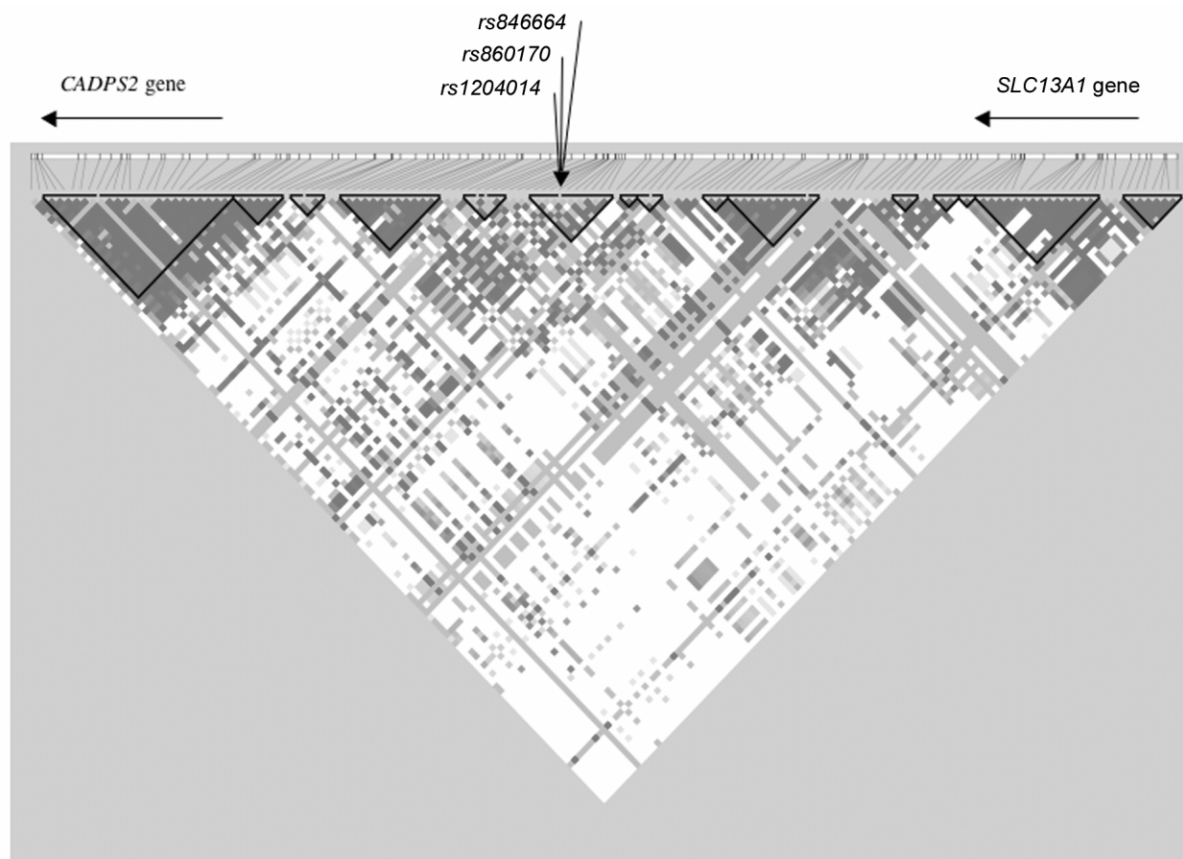 rs846664
rs860170
rs1204014
CADPS2 gene
SLC13A1 gene